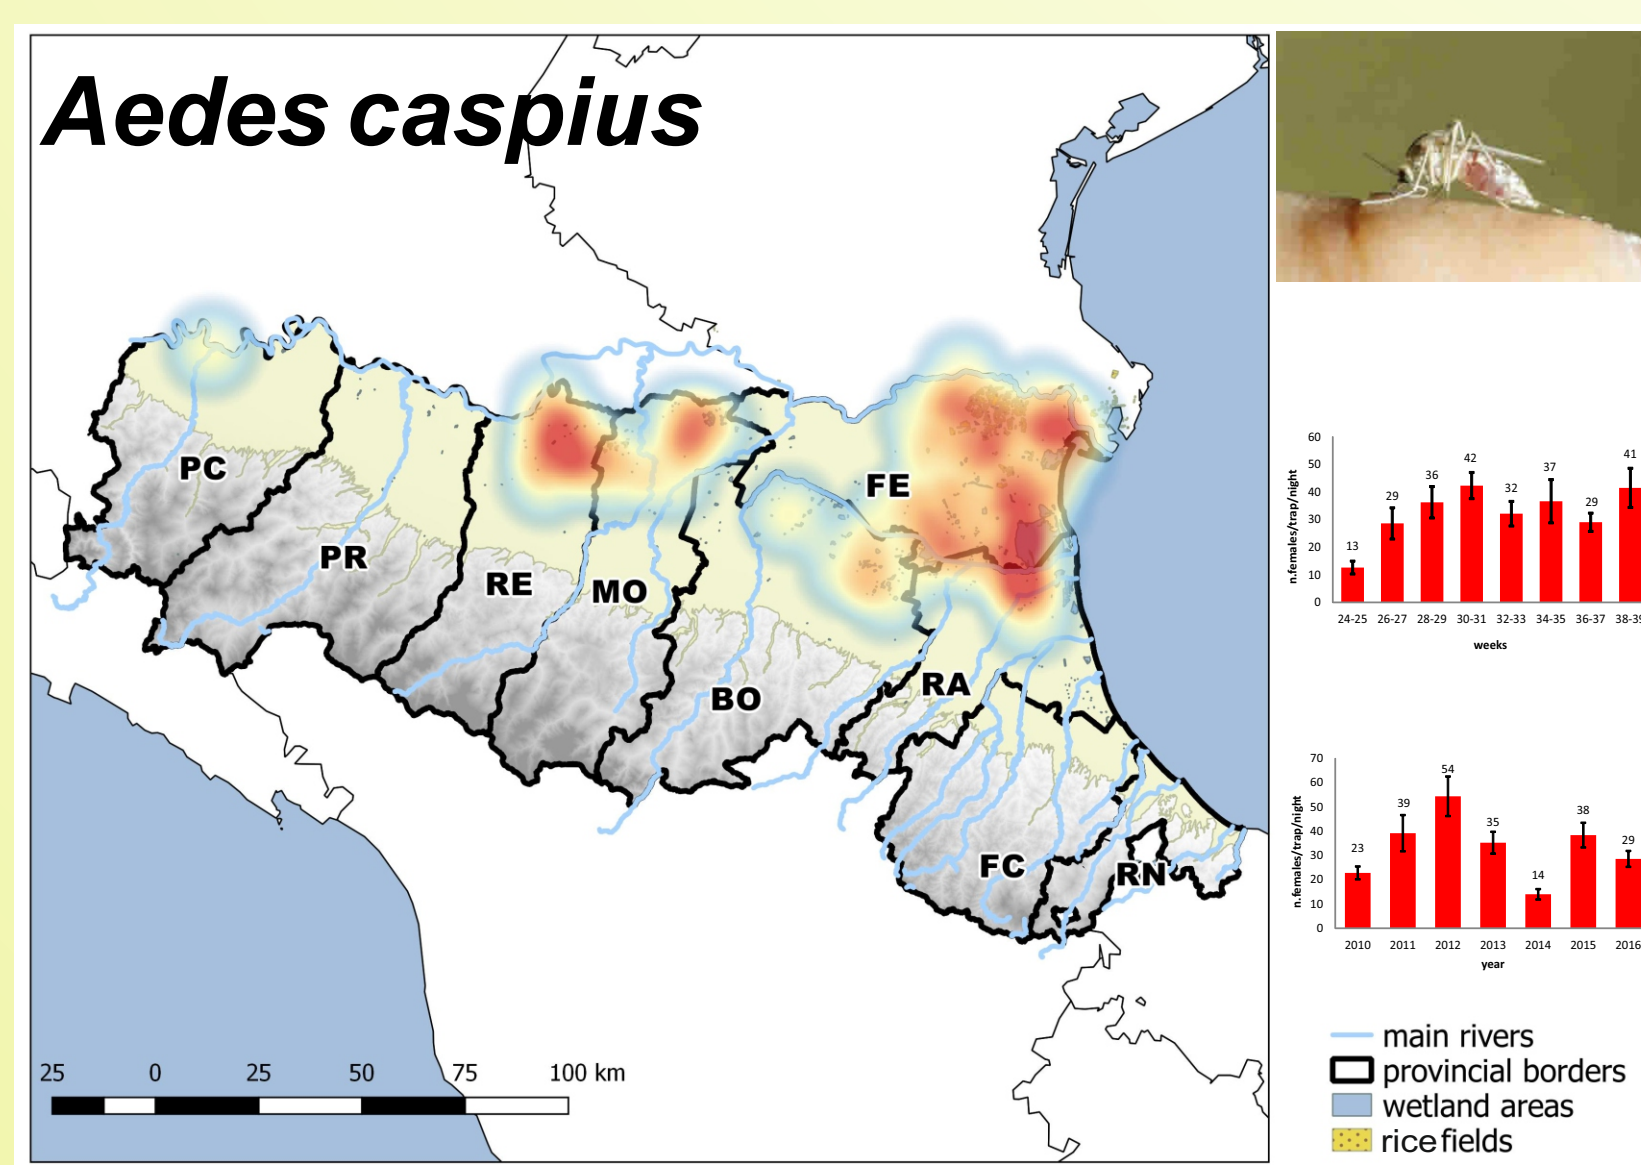 Aedes caspius
PC
PR
RE
MO
BO
FE
RA
FC
RN
25 0 25 50 75 100 km
n.females/trap/night
60
50
40
30
20
10
0
13 29 36 42 32 37 29 41
24-25 26-27 28-29 30-31 32-33 34-35 36-37
weeks
n.females/trap/night
70
60
50
40
30
20
10
0
23 39 54 35 14 38 29
2010 2011 2012 2013 2014 2015 2016
year
main rivers
provincial borders
wetland areas
rice fields